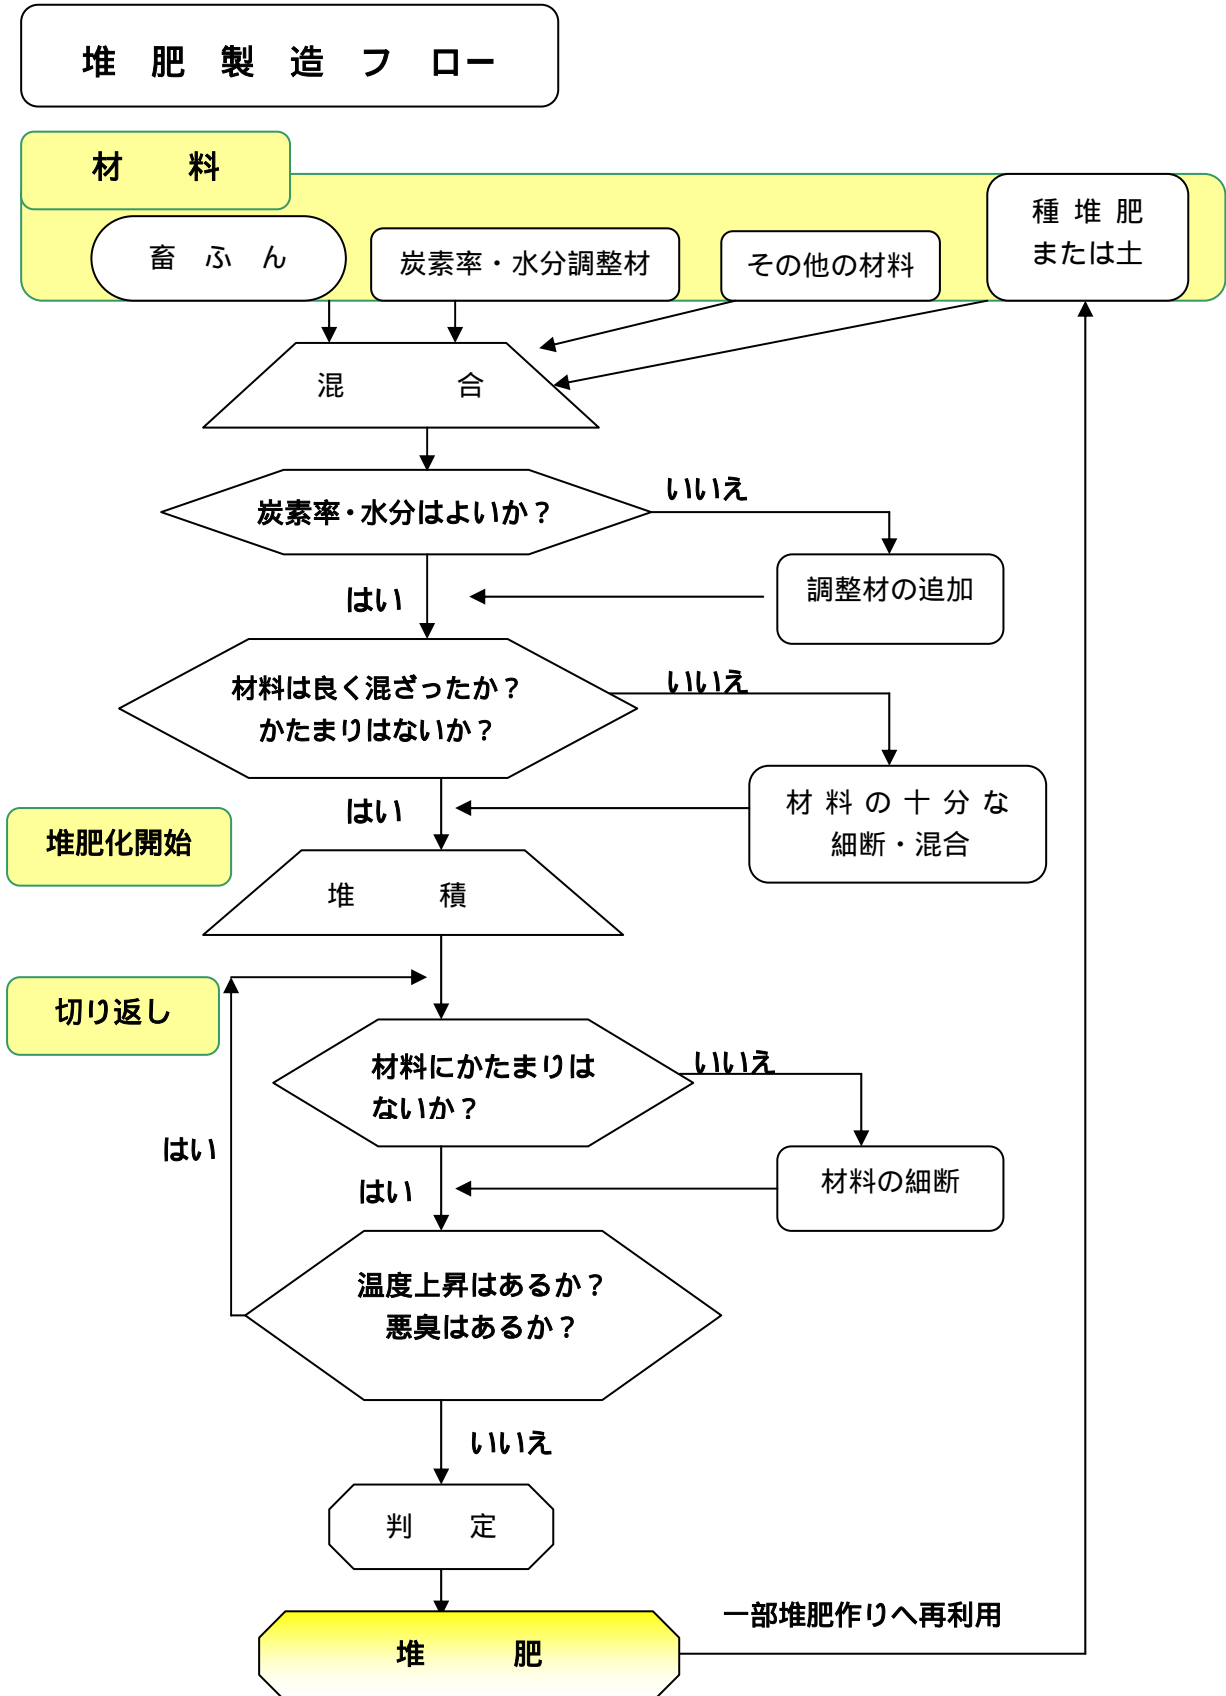 堆 肥 製 造 フ ロー
材 料
畜 ふ ん
炭素率・水分調整材
その他の材料
種 堆 肥
または土
混 合
炭素率・水分はよいか？
いいえ
はい
調整材の追加
材料は良く混ざったか？
かたまりはないか？
いいえ
はい
材 料 の 十 分 な
細断・混合
堆肥化開始
堆 積
切り返し
材料にかたまりは
ないか？
いいえ
はい
はい
材料の細断
温度上昇はあるか？
悪臭はあるか？
いいえ
判 定
一部堆肥作りへ再利用
堆 肥